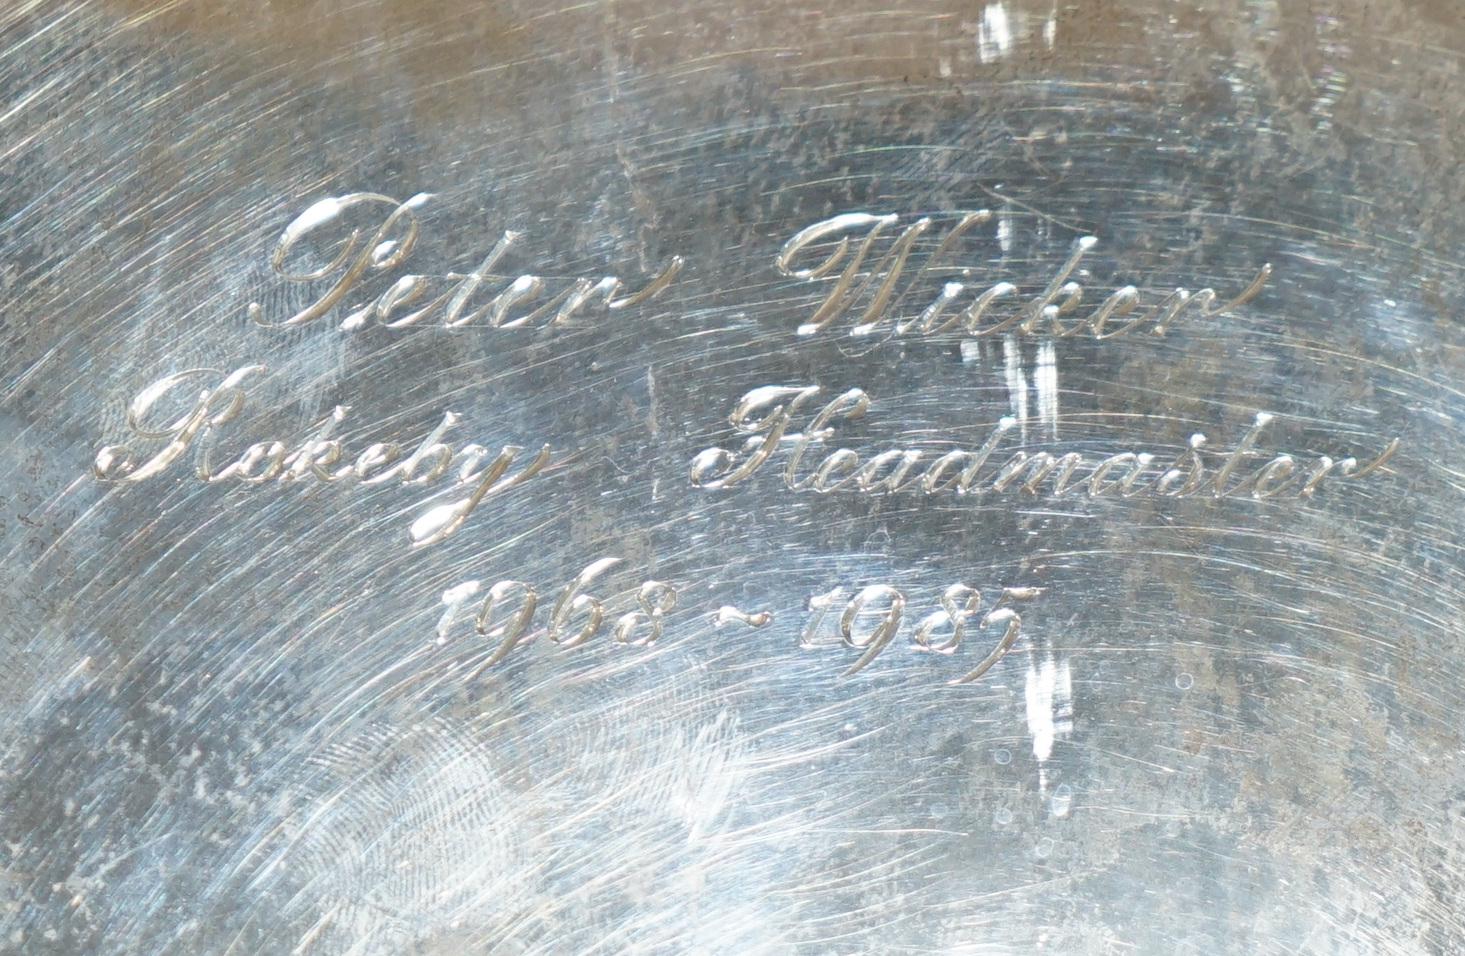 Peter Wicker
Rokeby Headmaster
1968 ~ 1985